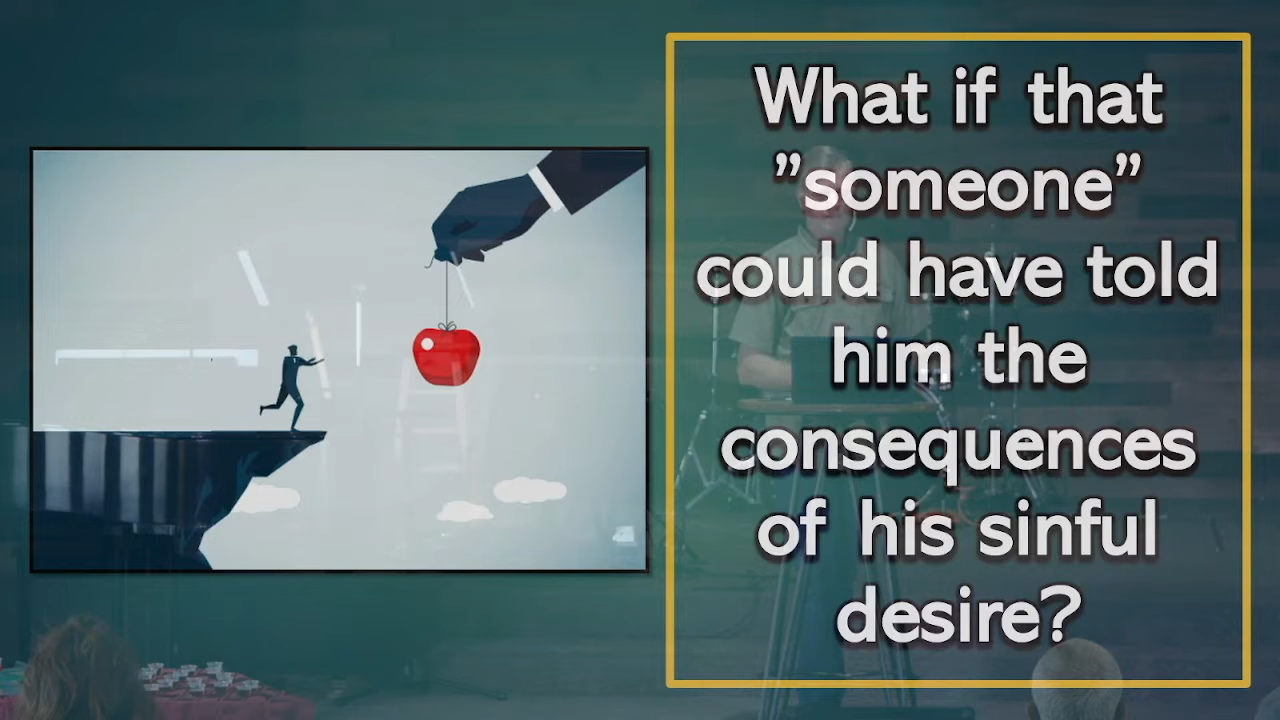 What if that
”someone”
could have told
him the
consequences
of his sinful
desire?